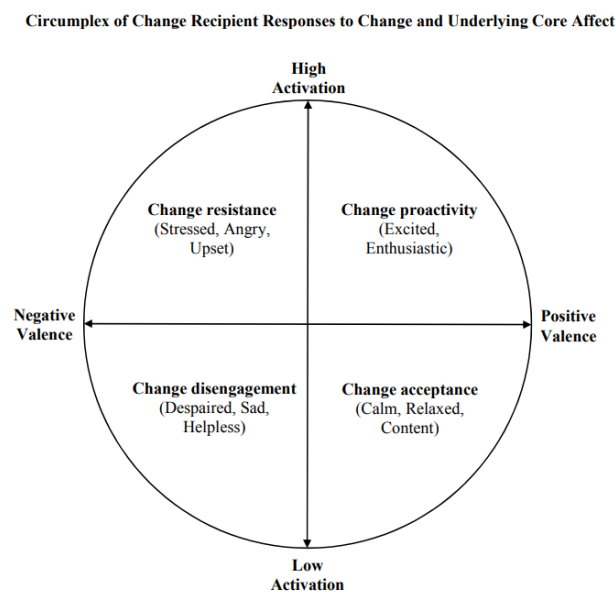 Circumplex of Change Recipient Responses to Change and Underlying Core Affect
High
Activation
Change resistance
(Stressed, Angry,
Upset)
Change proactivity
(Excited,
Enthusiastic)
Negative
Valence
Positive
Valence
Change disengagement
(Despaired, Sad,
Helpless)
Change acceptance
(Calm, Relaxed,
Content)
Low
Activation